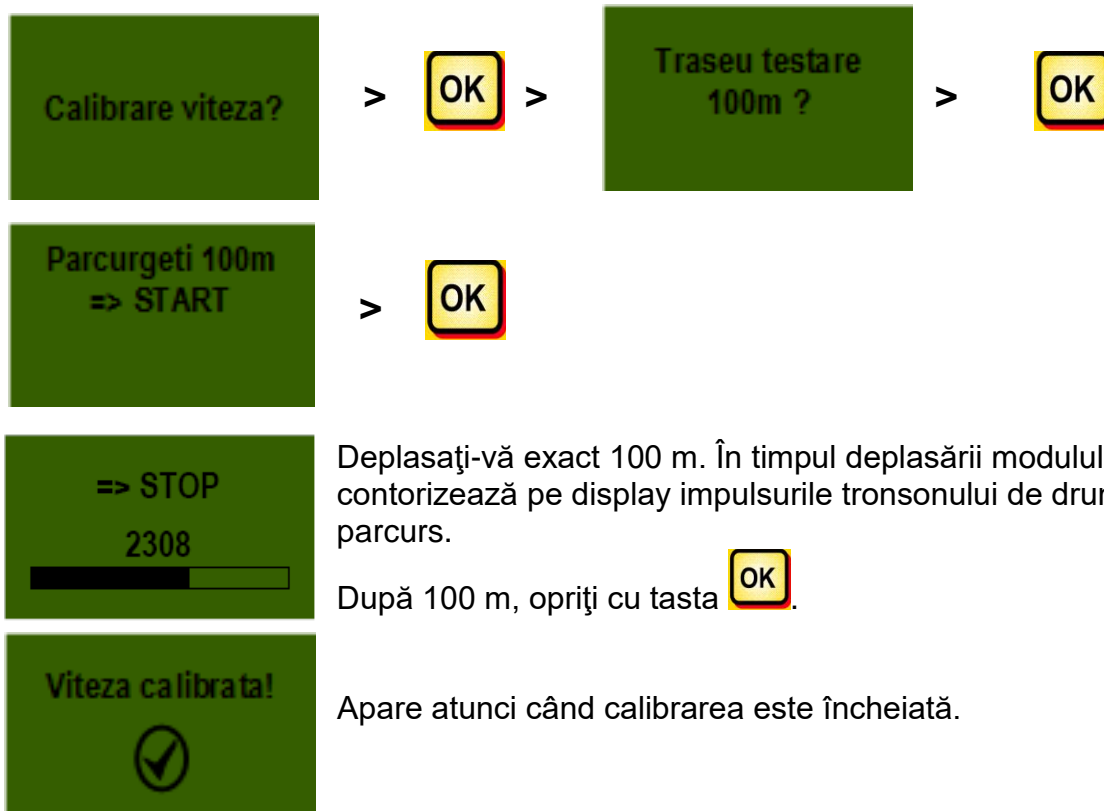 Calibrare viteza? > OK > Traseu testare
100m ? > OK
Parcurgeti 100m
=> START
> OK
=> STOP
2308
Deplasaţi-vă exact 100 m. În timpul deplasării modulul
contorizează pe display impulsurile tronsonului de
parcurs.
După 100 m, opriţi cu tasta OK.
Viteza calibrata!
Apare atunci când calibrarea este încheiată.